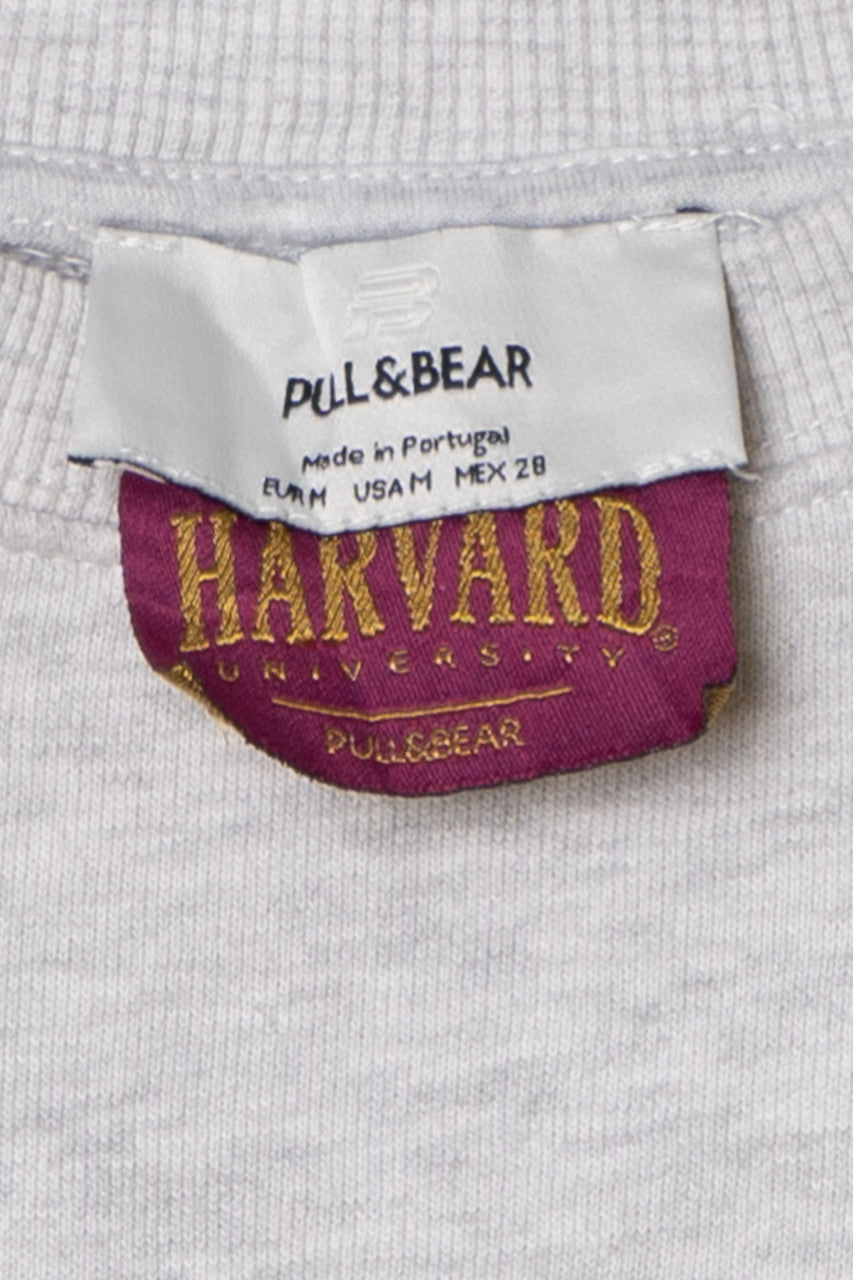 PULL&BEAR
Made in Portugal
EUR M USA M MEX 28
HARVARD®
UNIVERSITY
PULL&BEAR